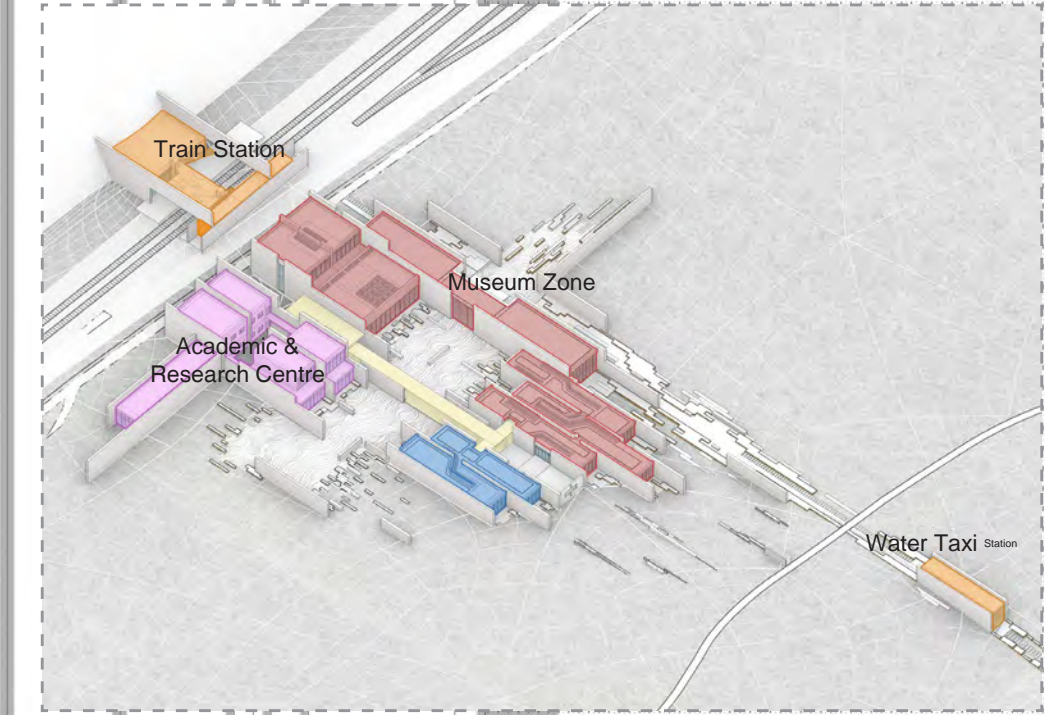 Train Station
Museum Zone
Academic &
Research Centre
Water Taxi Station